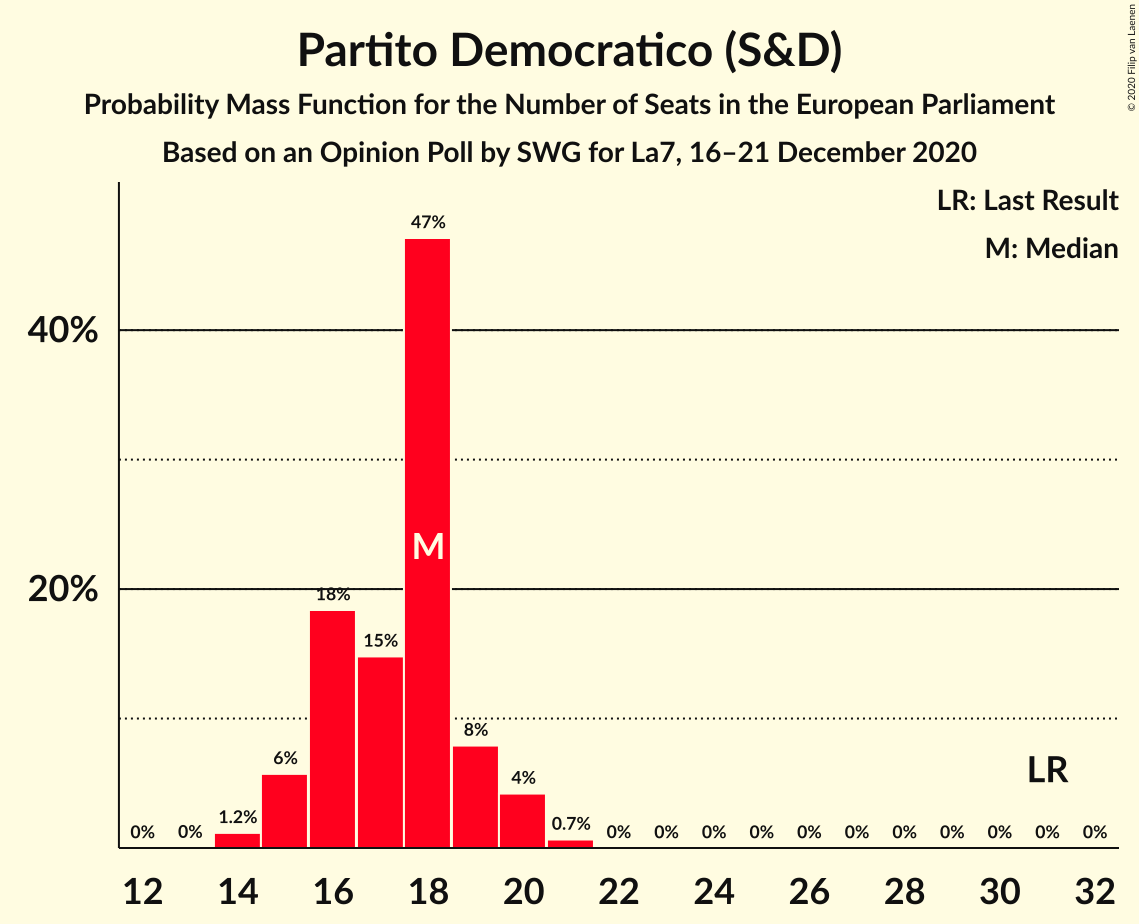 Partito Democratico (S&D)
Probability Mass Function for the Number of Seats in the European Parliament
Based on an Opinion Poll by SWG for La7, 16–21 December 2020
© 2020 Filip van Laenen
LR: Last Result
M: Median
47%
40%
M
20%
18%
15%
8%
LR
6%
4%
1.2%
0.7%
0% 0% 0% 0% 0% 0% 0% 0% 0% 0% 0% 0% 0%
12 14 16 18 20 22 24 26 28 30 32